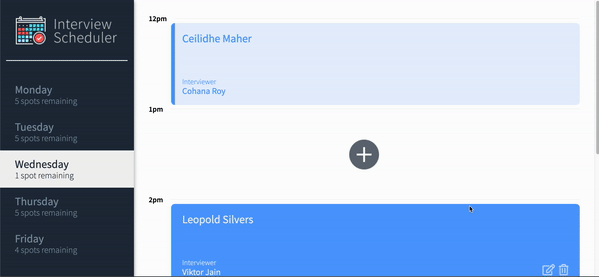 Interview
Scheduler
Monday
5 spots remaining
Tuesday
5 spots remaining
Wednesday
1 spot remaining
Thursday
5 spots remaining
Friday
4 spots remaining
12pm
Ceilidhe Maher
Interviewer
Cohana Roy
1pm
2pm
Leopold Silvers
Interviewer
Viktor Jain